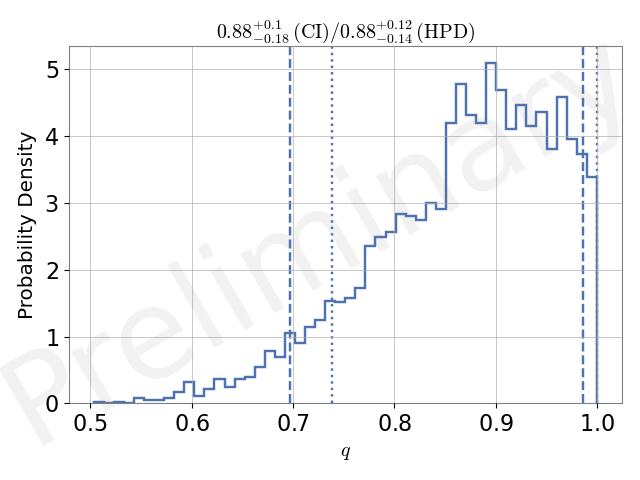 0.88^{+0.1}_{-0.18} (CI)/0.88^{+0.12}_{-0.14} (HPD)
Probability Density
5
4
3
2
1
0
0.5 0.6 0.7 0.8 0.9 1.0
q
Preliminary